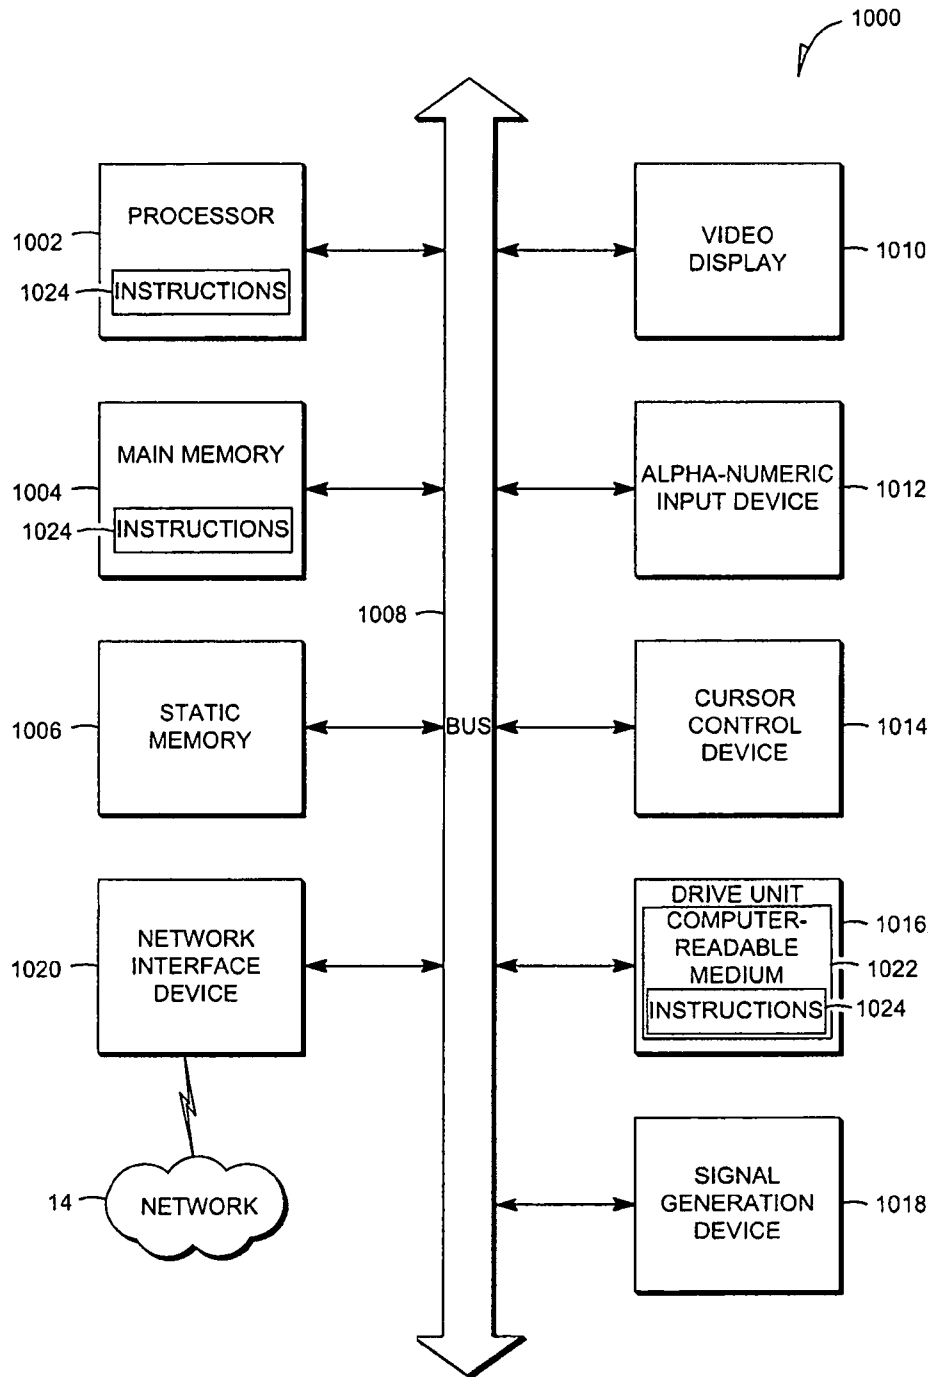 1000
PROCESSOR
1002
1024
INSTRUCTIONS
VIDEO
DISPLAY
1010
MAIN MEMORY
1004
1024
INSTRUCTIONS
ALPHA-NUMERIC
INPUT DEVICE
1012
1008
STATIC
MEMORY
1006
BUS
CURSOR
CONTROL
DEVICE
1014
NETWORK
INTERFACE
DEVICE
1020
DRIVE UNIT
COMPUTER-
READABLE
MEDIUM
INSTRUCTIONS
1016
1022
1024
14
NETWORK
SIGNAL
GENERATION
DEVICE
1018